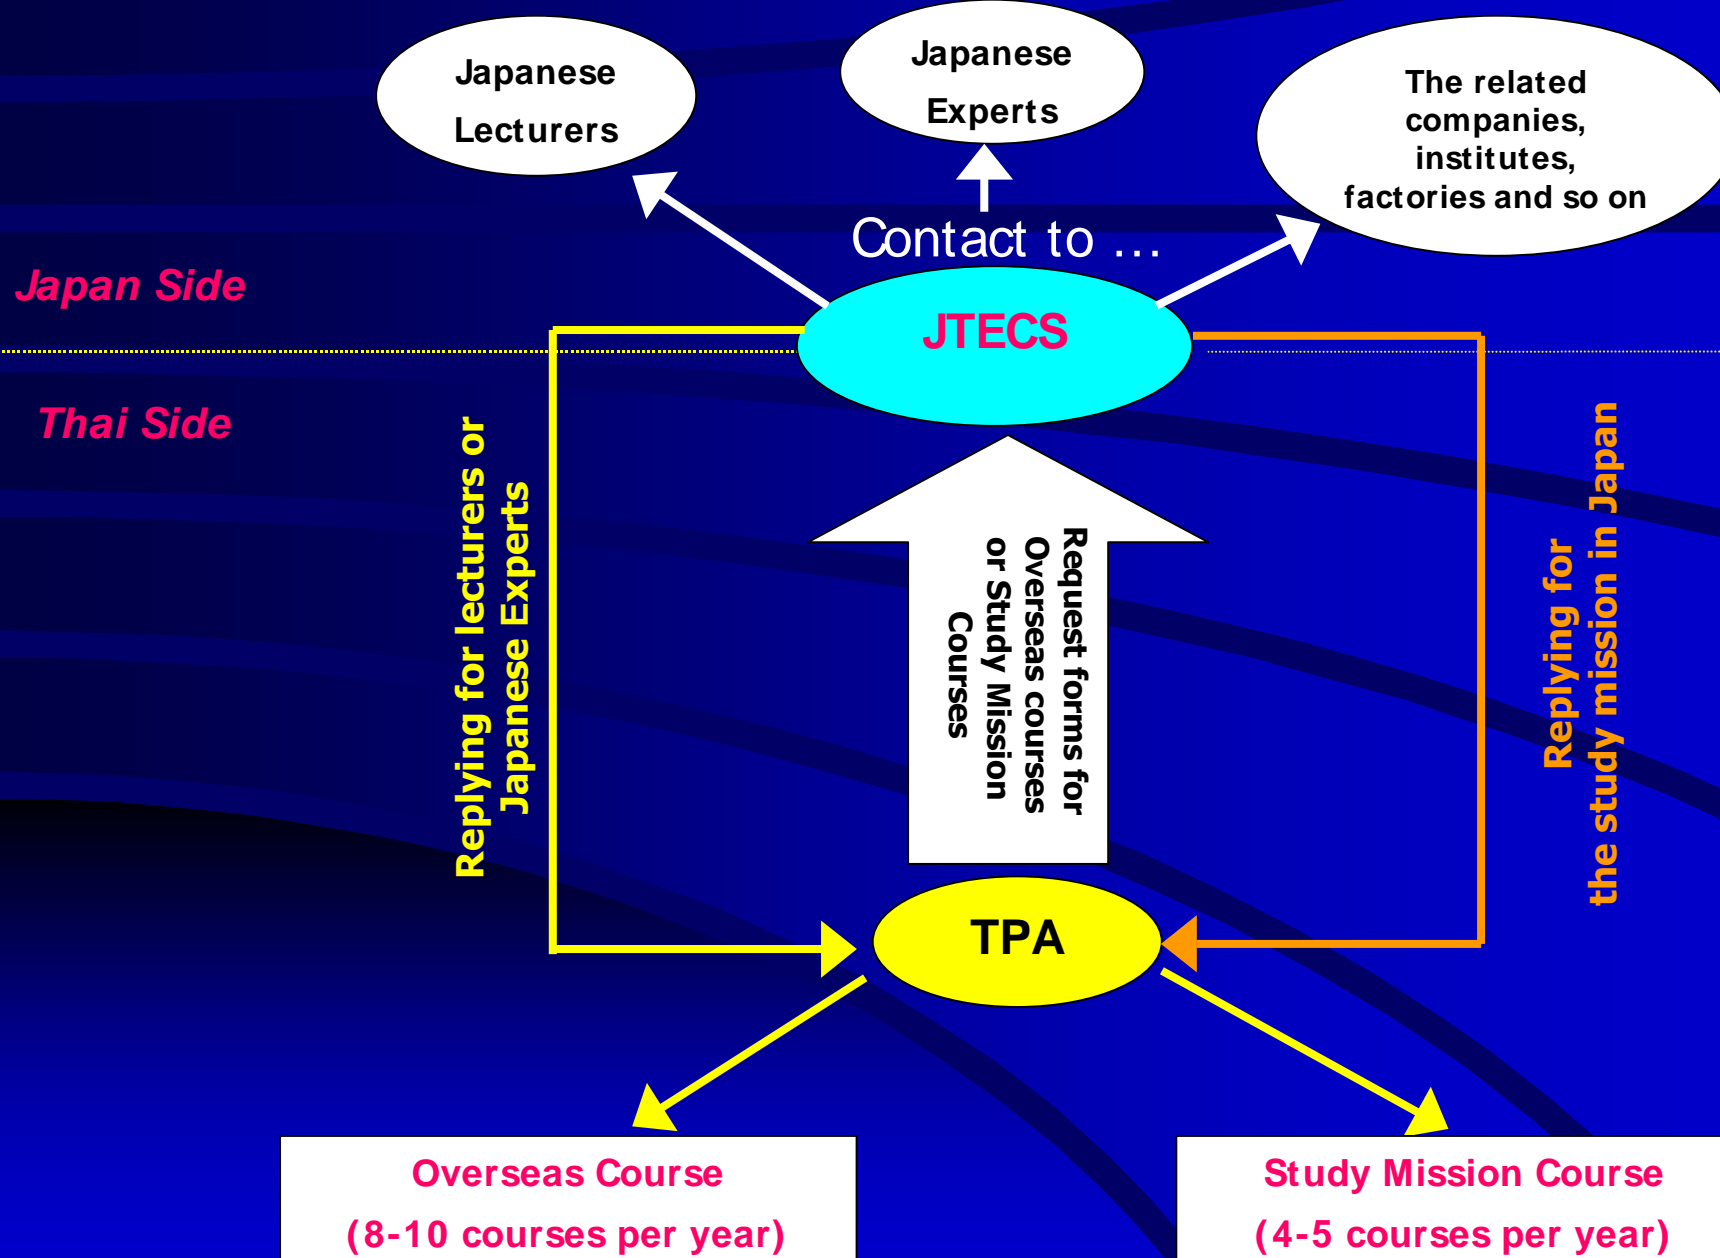 Japanese
Lecturers
Japanese
Experts
The related
companies,
institutes,
factories and so on
Contact to ...
Japan Side
JTECS
Thai Side
Replying for lecturers or
Japanese Experts
Request forms for
Overseas courses
or Study Mission
Courses
Replying for
the study mission in Japan
TPA
Overseas Course
(8-10 courses per year)
Study Mission Course
(4-5 courses per year)